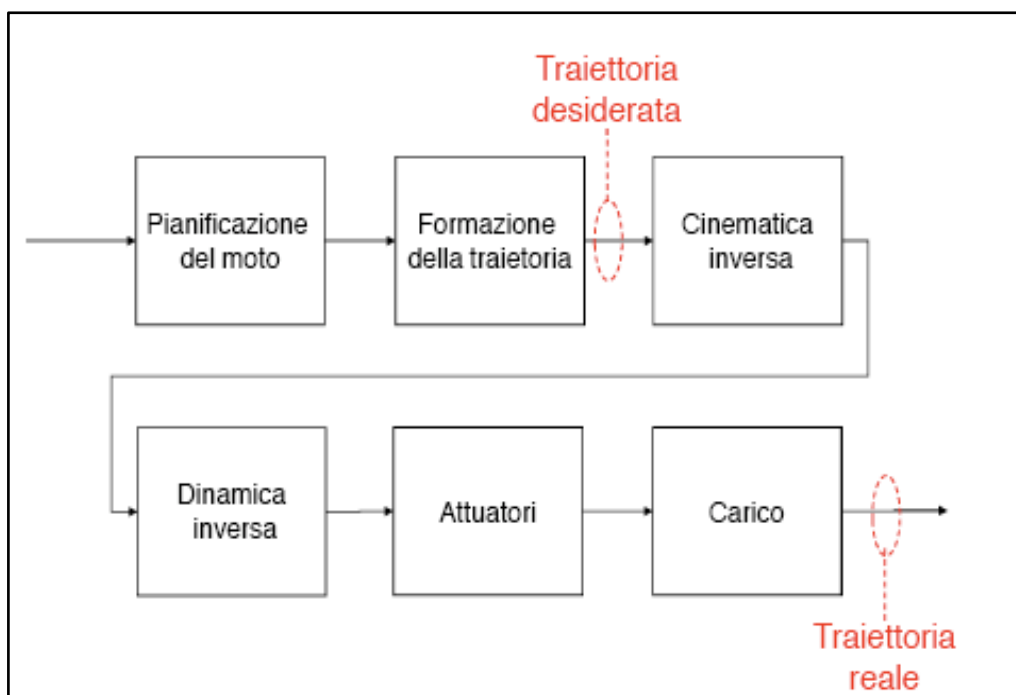 Traiettoria
desiderata
Pianificazione
del moto
Formazione
della traietoria
Cinematica
inversa
Dinamica
inversa
Attuatori
Carico
Traiettoria
reale